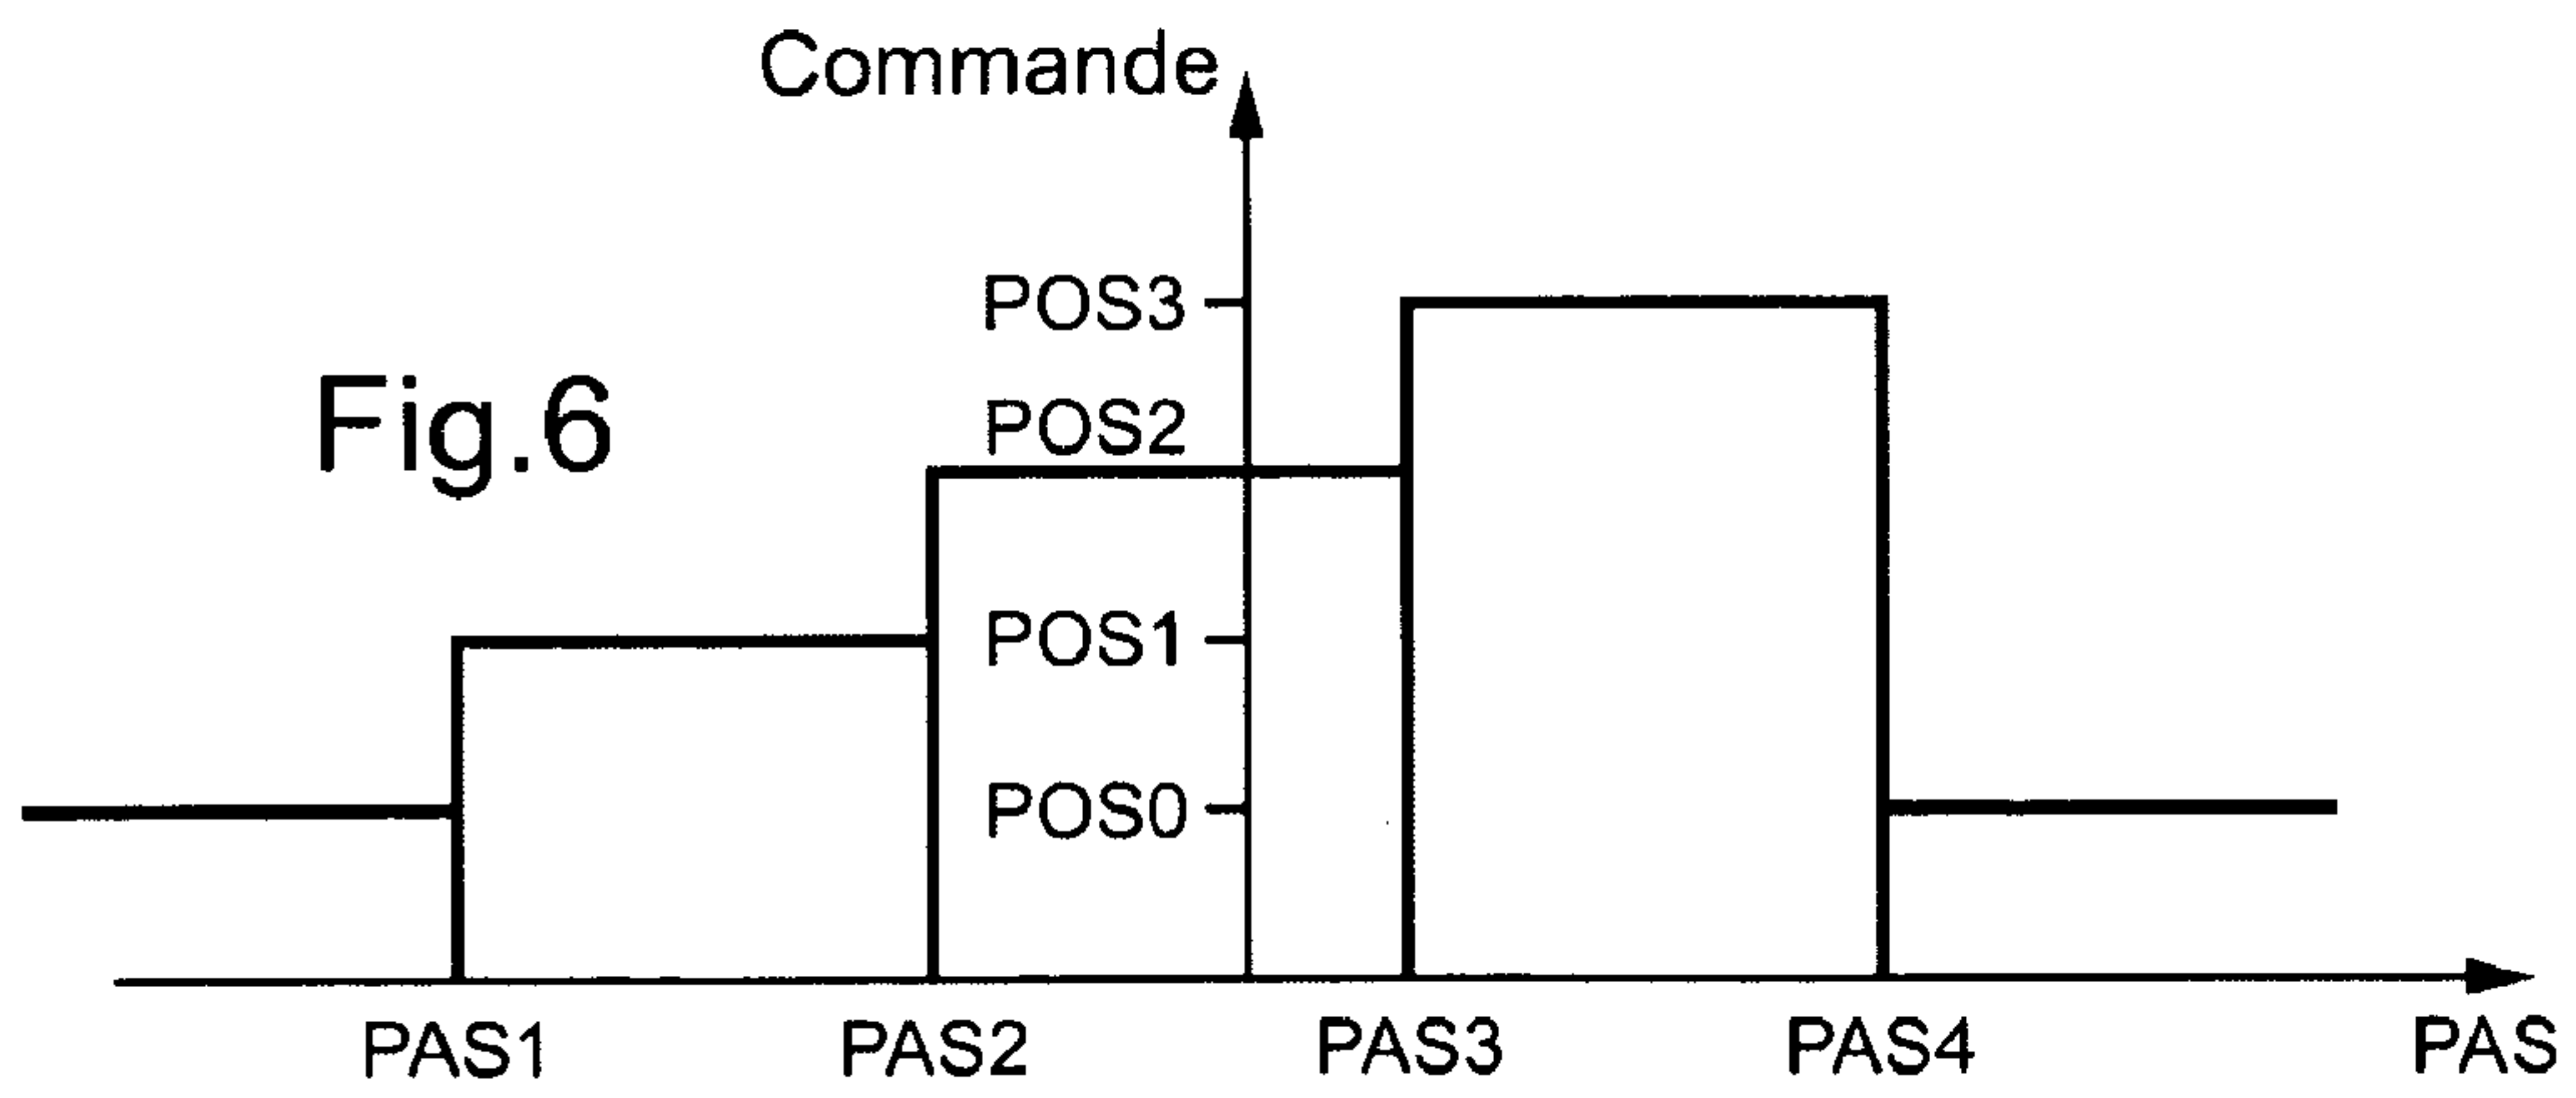 Commande
POS3
Fig.6
POS2
POS1
POS0
PAS1 PAS2 PAS3 PAS4 PAS